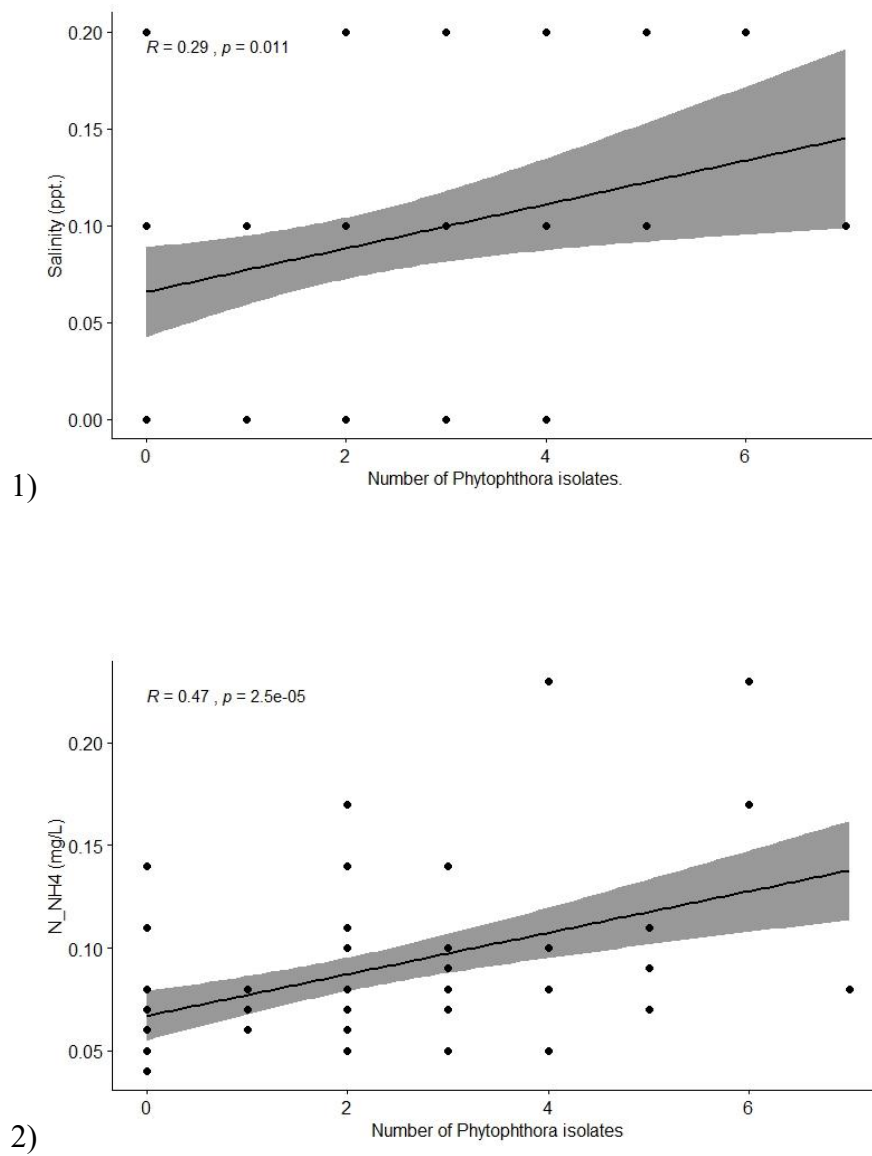 0.20
R = 0.29 , p = 0.011
0.15
0.10
0.05
0.00
Salinity (ppt.)
0 2 4 6
Number of Phytophthora isolates.
1)
R = 0.47 , p = 2.5e-05
0.20
0.15
0.10
0.05
N_NH4 (mg/L)
0 2 4 6
Number of Phytophthora isolates
2)